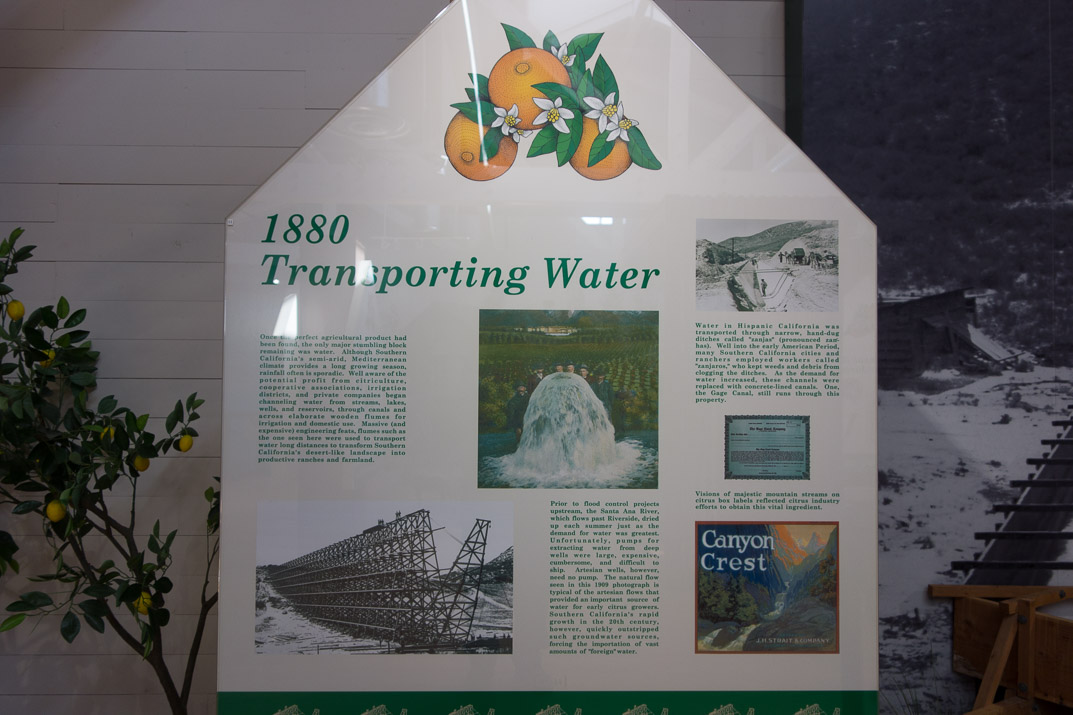 1880
Transporting Water
Once the perfect agricultural product had
been found, the only major stumbling block
remaining was water. Although Southern
California's semi-arid, Mediterranean
climate provides a long growing season,
rainfall often is sporadic. Well aware of the
potential profit from citriculture,
cooperative associations, irrigation
districts, and private companies began
channeling water from streams, lakes,
wells, and reservoirs, through canals and
across elaborate wooden flumes for
irrigation and domestic use. Massive (and
expensive) engineering feats, flumes such as
the one seen here were used to transport
water long distances to transform Southern
California's desert-like landscape into
productive ranches and farmland.
Prior to flood control projects
upstream, the Santa Ana River,
which flows past Riverside, dried
up each summer just as the
demand for water was greatest.
Unfortunately, pumps for
extracting water from deep
wells were large, expensive,
cumbersome, and difficult to
ship. Artesian wells, however,
need no pump. The natural flow
seen in this 1909 photograph is
typical of the artesian flows that
provided an important source of
water for early citrus growers.
Southern California's rapid
growth in the 20th century,
however, quickly outstripped
such groundwater sources,
forcing the importation of vast
amounts of "foreign" water.
Water in Hispanic California was
transported through narrow, hand-dug
ditches called "zanjas" (pronounced zan-
has). Well into the early American Period,
many Southern California cities and
ranchers employed workers called
"zanjaros," who kept weeds and debris from
clogging the ditches. As the demand for
water increased, these channels were
replaced with concrete-lined canals. One,
the Gage Canal, still runs through this
property.
Visions of majestic mountain streams on
citrus box labels reflected citrus industry
efforts to obtain this vital ingredient.
Canyon
Crest
J.H. STRAIT & COMPANY